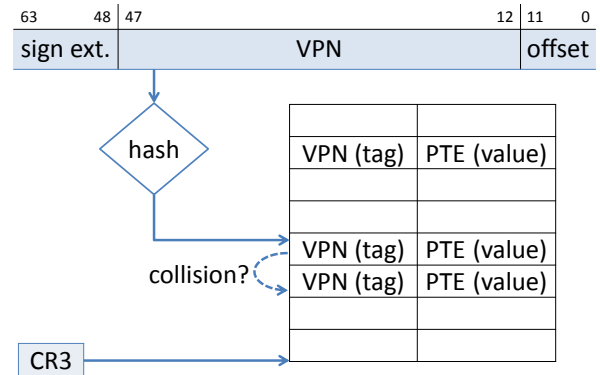 63 48 47 12 11 0
sign ext. VPN offset
hash
VPN (tag) PTE (value)
VPN (tag) PTE (value)
collision?
VPN (tag) PTE (value)
CR3